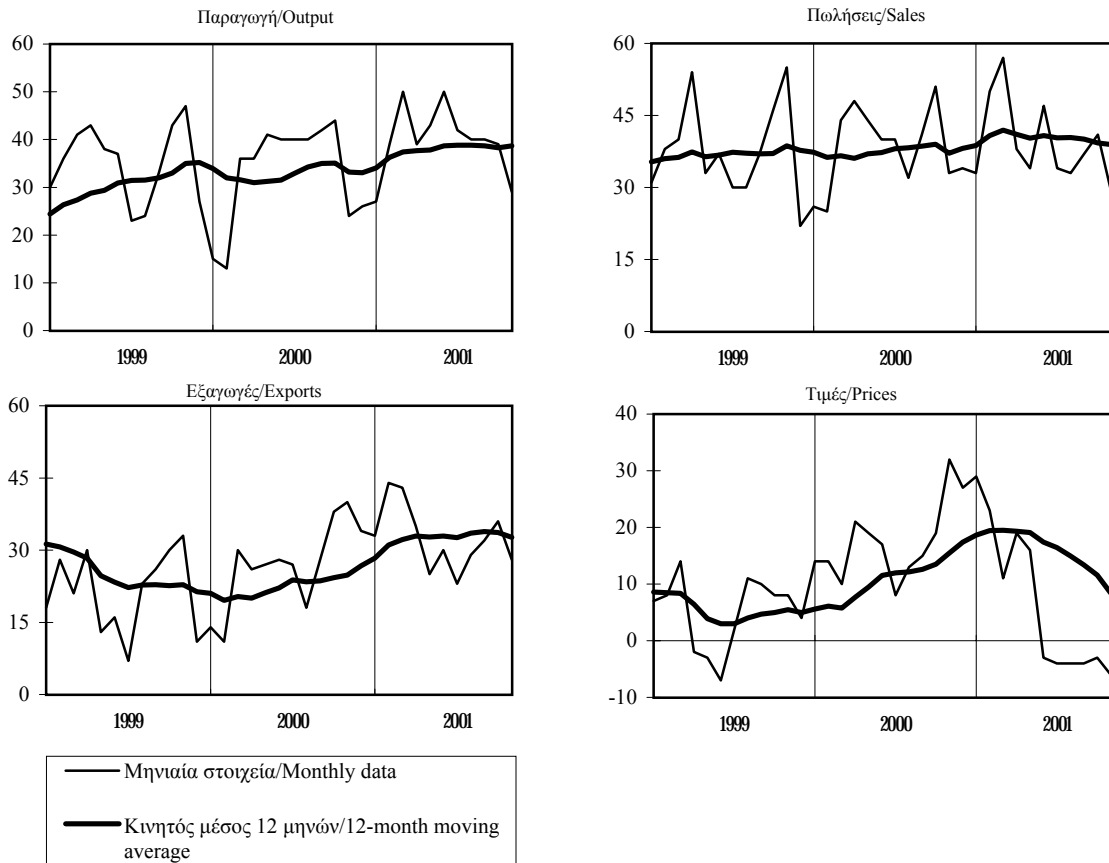 Παραγωγή/Output
60
50
40
30
20
10
0
1999 2000 2001
Πωλήσεις/Sales
60
45
30
15
0
1999 2000 2001
Εξαγωγές/Exports
60
45
30
15
0
1999 2000 2001
Τιμές/Prices
40
30
20
10
0
-10
1999 2000 2001
Μηνιαία στοιχεία/Monthly data
Κινητός μέσος 12 μηνών/12-month moving
average